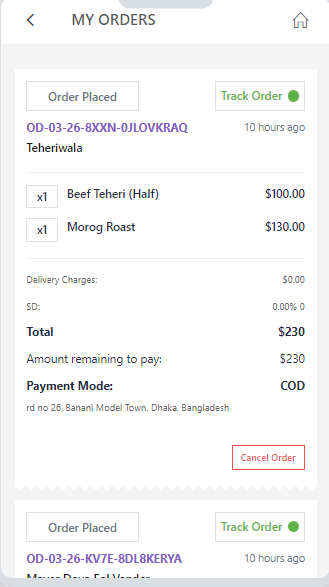 MY ORDERS
Order Placed
Track Order
OD-03-26-8XXN-0JLOVKRAQ
10 hours ago
Teheriwala
x1 Beef Teheri (Half) $100.00
x1 Morog Roast $130.00
Delivery Charges: $0.00
SD: 0.00% 0
Total $230
Amount remaining to pay: $230
Payment Mode: COD
rd no 26, Banani Model Town, Dhaka, Bangladesh
Cancel Order
Order Placed
Track Order
OD-03-26-KV7E-8DL8KERYA
10 hours ago